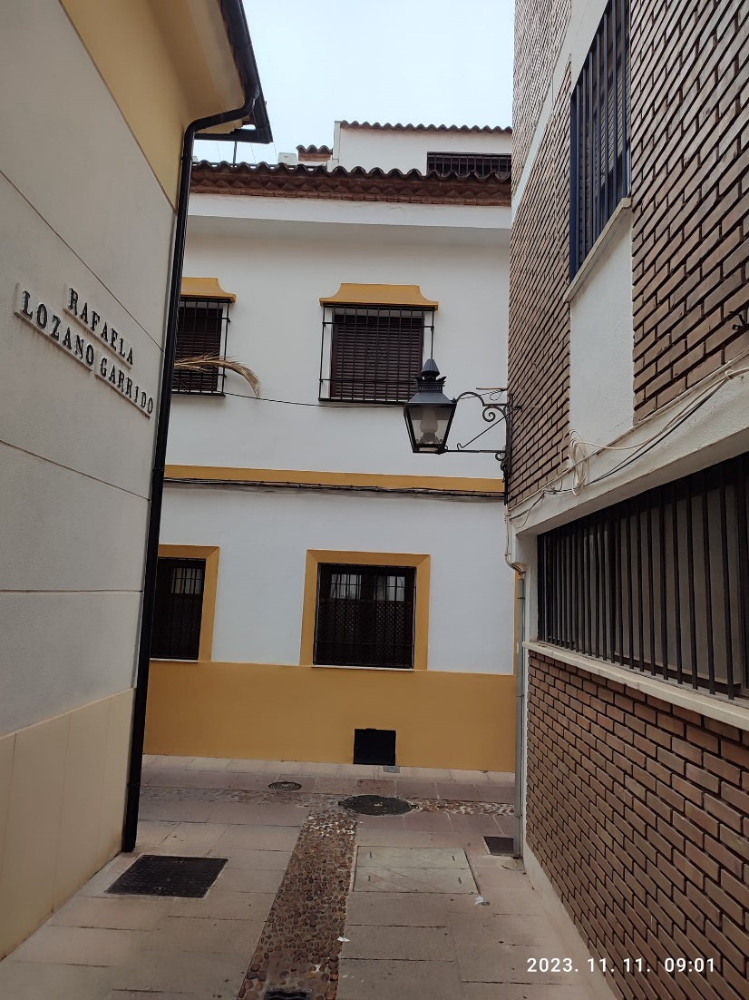 RAFAELA
LOZANO GARRIDO
2023. 11. 11. 09:01